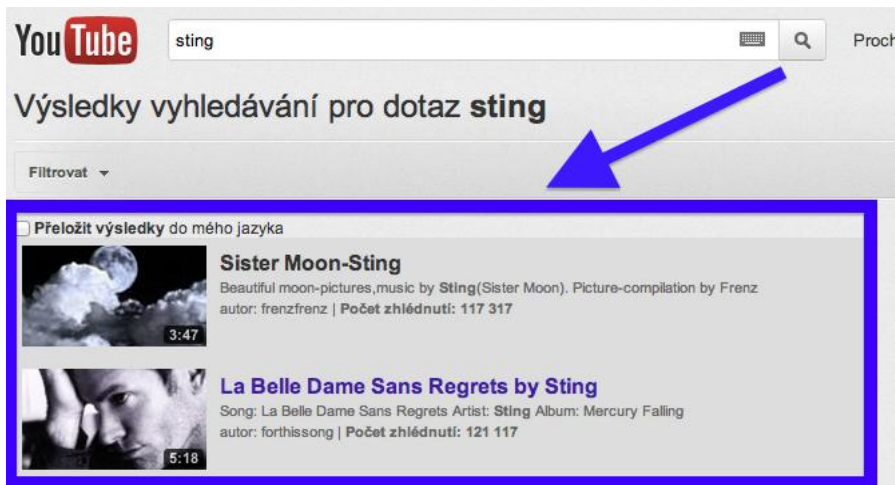 YouTube
sting
Proch
Výsledky vyhledávání pro dotaz sting
Filtrovat
Přeložit výsledky do mého jazyka
Sister Moon-Sting
Beautiful moon-pictures,music by Sting(Sister Moon). Picture-compilation by Frenz
autor: frenzfrenz | Počet zhlédnutí: 117 317
3:47
La Belle Dame Sans Regrets by Sting
Song: La Belle Dame Sans Regrets Artist: Sting Album: Mercury Falling
autor: forthissong | Počet zhlédnutí: 121 117
5:18